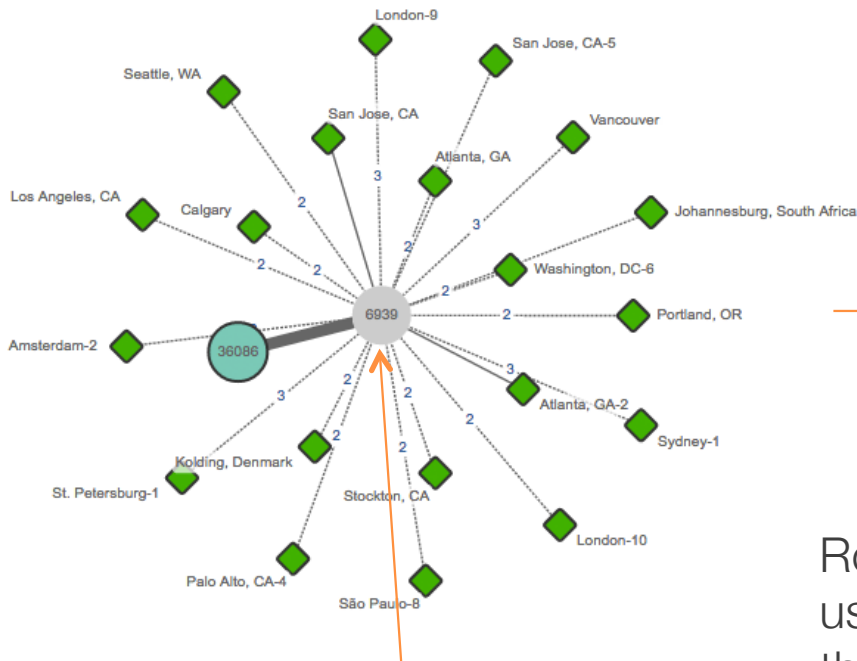 London-9
San Jose, CA-5
Seattle, WA
San Jose, CA
Vancouver
Atlanta, GA
3
Los Angeles, CA
Calgary
2
3
Johannesburg, South Africa
2
2
2
Washington, DC-6
2
6939
2
Portland, OR
Amsterdam-2
36086
3
2
2
Atlanta, GA-2
3
2
Sydney-1
2
2
Kolding, Denmark
St. Petersburg-1
Stockton, CA
London-10
Palo Alto, CA-4
São Paulo-8